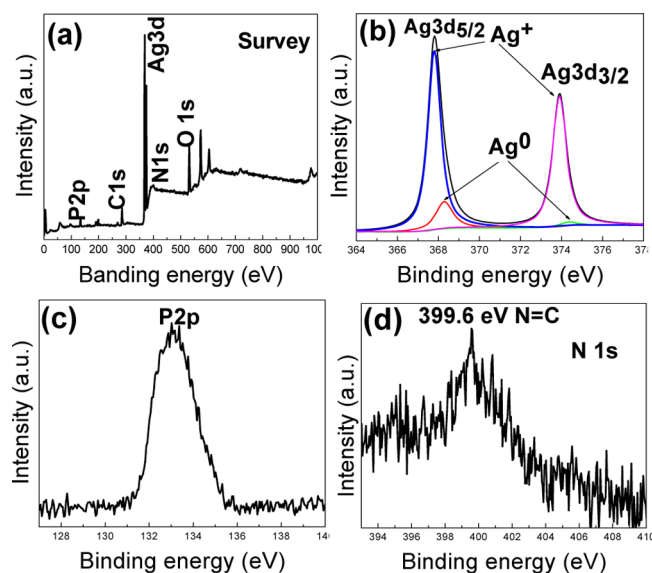 (a)
Survey
Ag3d
P2p
C1s
N1s
O 1s
Intensity (a.u.)
0 100 200 300 400 500 600 700 800 900 100
Banding energy (eV)
(b)
Ag3d5/2
Ag+
Ag3d3/2
Ag0
Intensity (a.u.)
364 366 368 370 372 374 376 378
Binding energy (eV)
(c)
P2p
Intensity (a.u.)
128 130 132 134 136 138 140
Binding energy (eV)
(d)
399.6 eV N=C
N 1s
Intensity (a.u.)
394 396 398 400 402 404 406 408 410
Binding energy (eV)